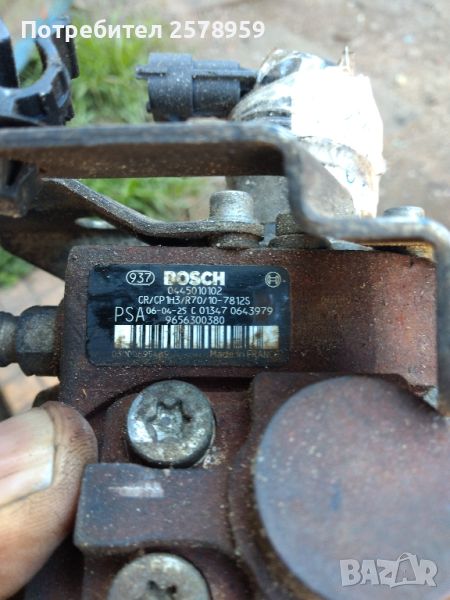 Потребител 2578959
937 BOSCH
0445010102
CR/CP1H3/R70/10-7812S
PSA 06-04-25 C 01347 0643979
9656300380
Made in FRANCE
BAZAR